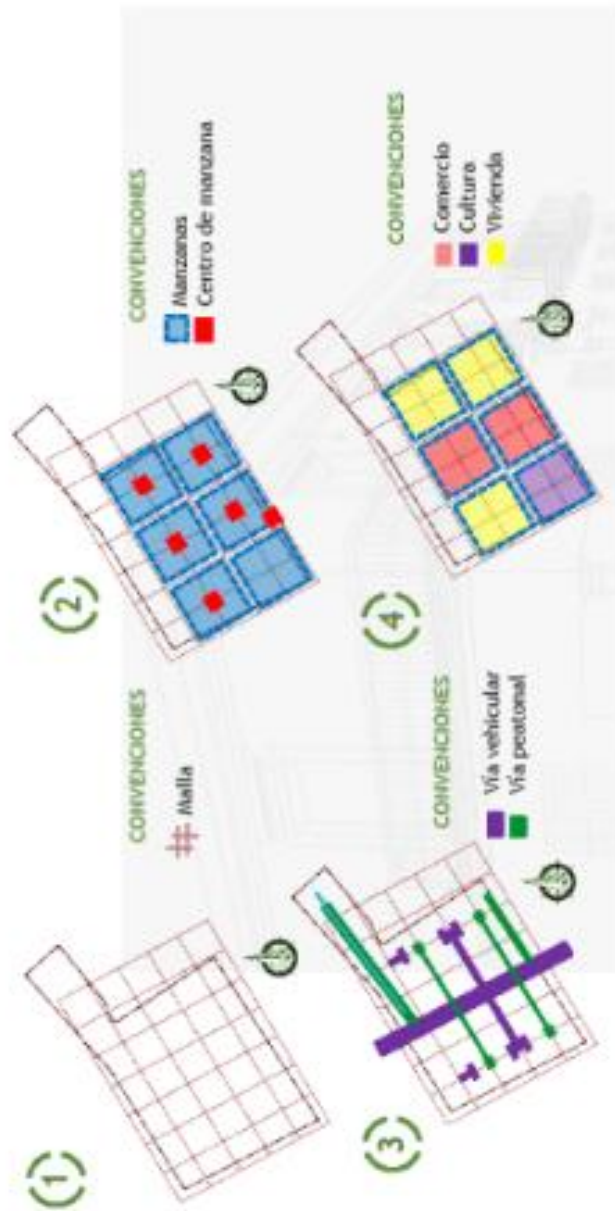 1
CONVENCIONES
Malla
2
CONVENCIONES
Manzanas
Centro de manzana
3
CONVENCIONES
Vía vehicular
Vía peatonal
4
CONVENCIONES
Comercio
Cultura
Vivienda